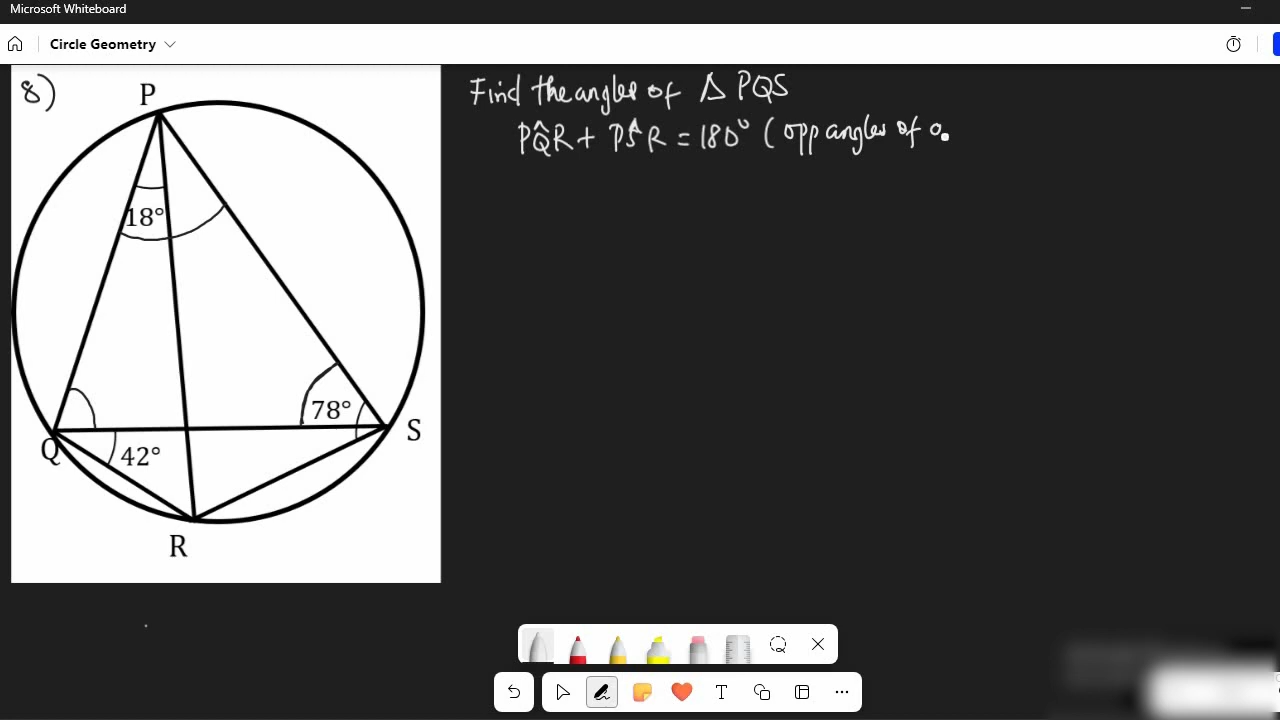 Microsoft Whiteboard
Circle Geometry
8)
P
18°
78°
S
Q
42°
R
Find the angles of Δ PQS
PQ̂R + PŜR = 180° (opp angles of
T